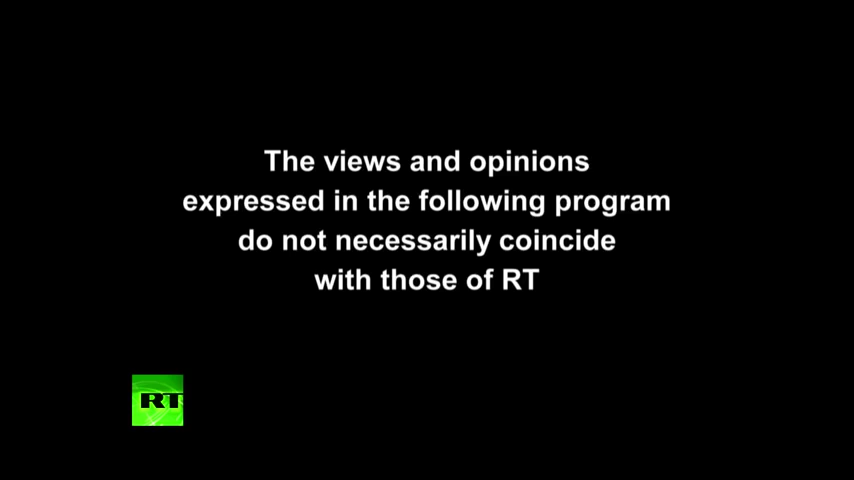 The views and opinions
expressed in the following program
do not necessarily coincide
with those of RT
RT